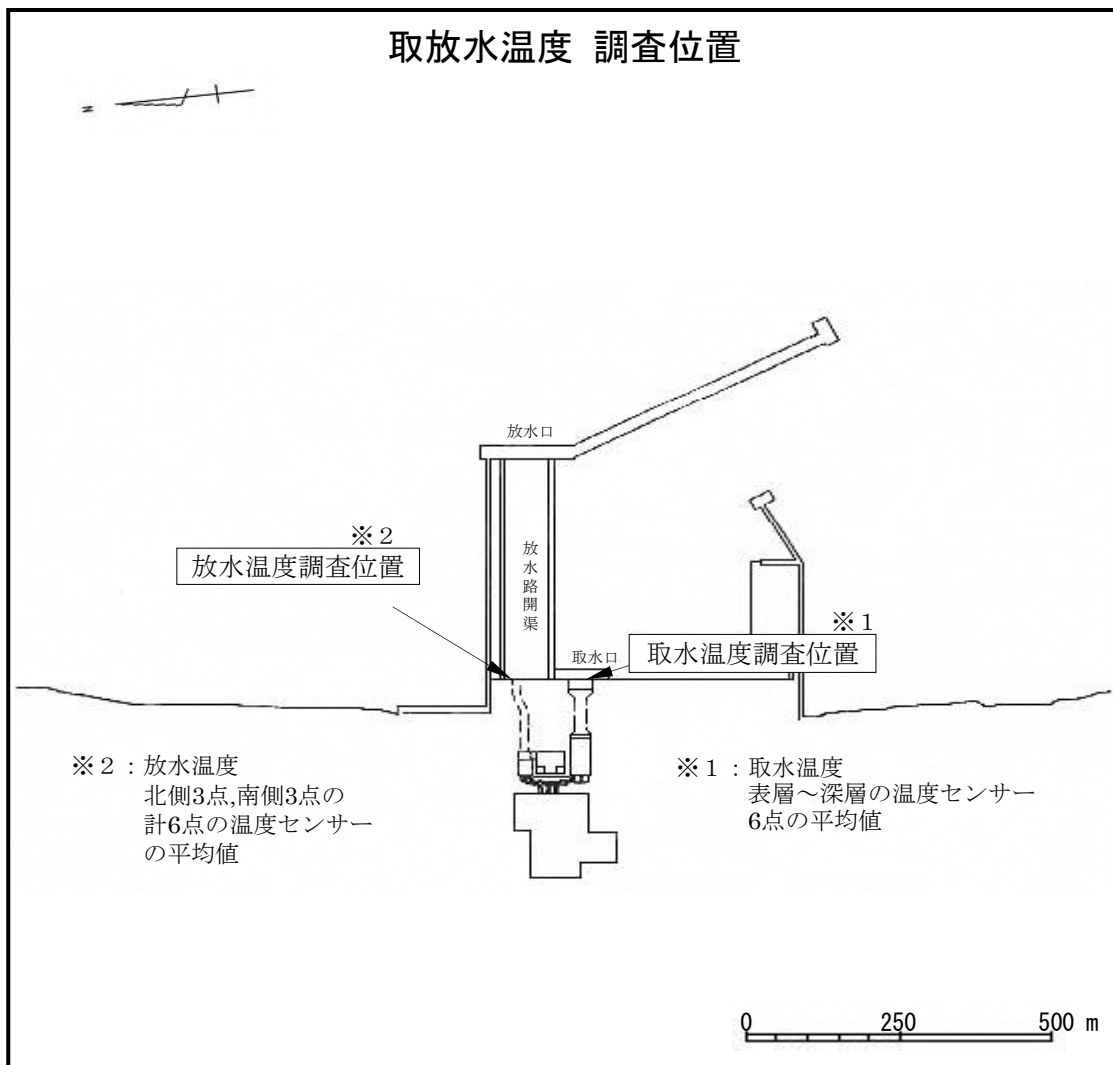 取放水温度 調査位置
N
放水口
※2
放水温度調査位置
放水路開渠
※1
取水口
取水温度調査位置
※2:放水温度
北側3点,南側3点の
計6点の温度センサー
の平均値
※1:取水温度
表層~深層の温度センサー
6点の平均値
0 250 500 m